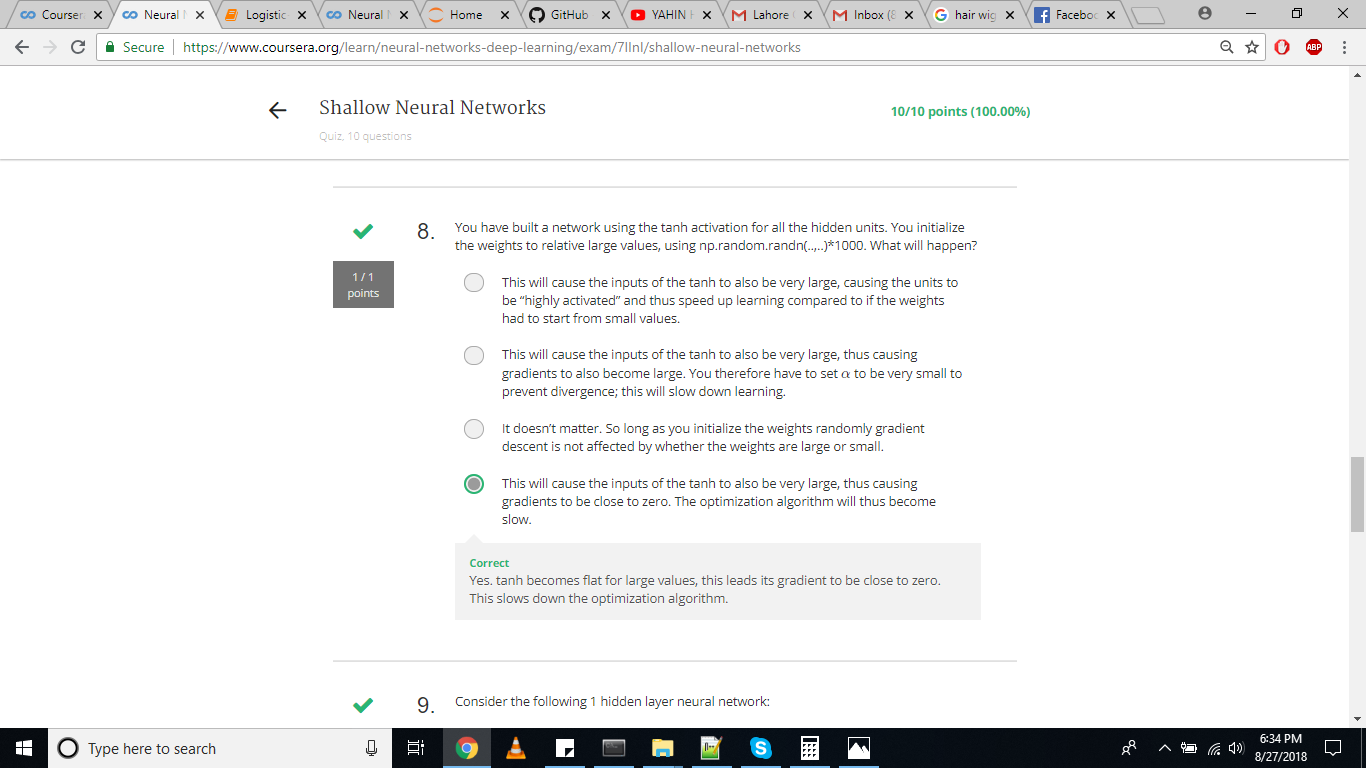 Coursera
Neural
Logistic
Neural
Home
GitHub
YAHIN
Lahore
Inbox (8
hair wig
Faceboo
Secure
https://www.coursera.org/learn/neural-networks-deep-learning/exam/7IInl/shallow-neural-networks
ABP
Shallow Neural Networks
10/10 points (100.00%)
Quiz, 10 questions
8.
1 / 1
points
You have built a network using the tanh activation for all the hidden units. You initialize
the weights to relative large values, using np.random.randn(..,..)*1000. What will happen?
This will cause the inputs of the tanh to also be very large, causing the units to
be “highly activated” and thus speed up learning compared to if the weights
had to start from small values.
This will cause the inputs of the tanh to also be very large, thus causing
gradients to also become large. You therefore have to set α to be very small to
prevent divergence; this will slow down learning.
It doesn’t matter. So long as you initialize the weights randomly gradient
descent is not affected by whether the weights are large or small.
This will cause the inputs of the tanh to also be very large, thus causing
gradients to be close to zero. The optimization algorithm will thus become
slow.
Correct
Yes. tanh becomes flat for large values, this leads its gradient to be close to zero.
This slows down the optimization algorithm.
9.
Consider the following 1 hidden layer neural network:
Type here to search
6:34 PM
8/27/2018